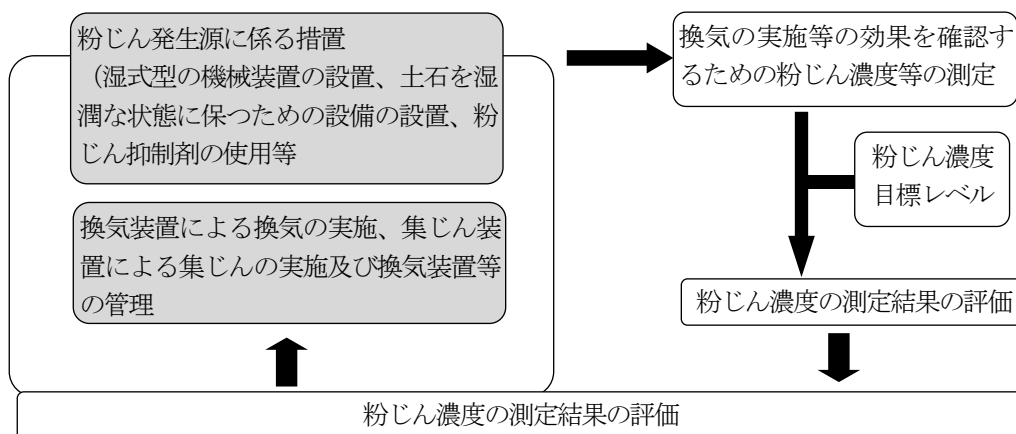 粉じん発生源に係る措置
（湿式型の機械装置の設置、土石を湿
潤な状態に保つための設備の設置、粉
じん抑制剤の使用等
換気装置による換気の実施、集じん装
置による集じんの実施及び換気装置等
の管理
換気の実施等の効果を確認す
るための粉じん濃度等の測定
粉じん濃度
目標レベル
粉じん濃度の測定結果の評価
粉じん濃度の測定結果の評価